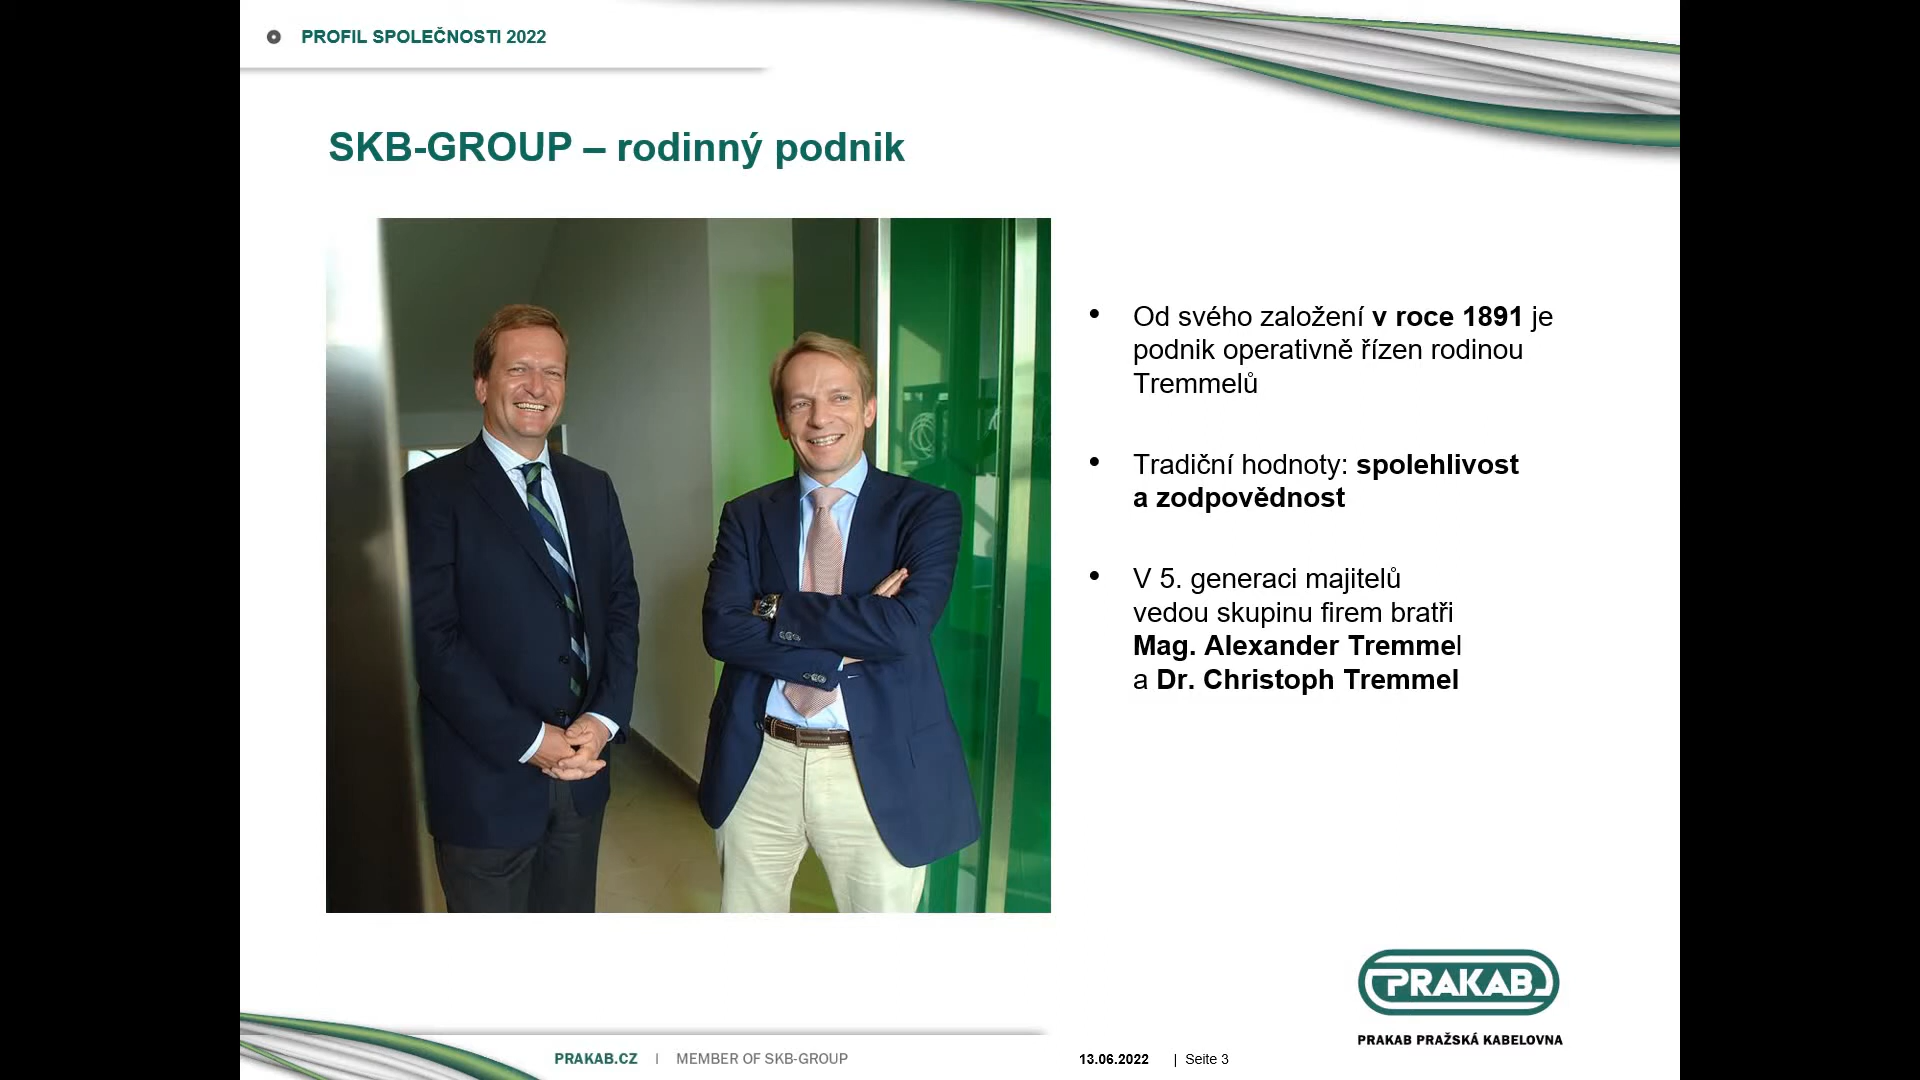 PROFIL SPOLEČNOSTI 2022
SKB-GROUP – rodinný podnik
• Od svého založení v roce 1891 je
podnik operativně řízen rodinou
Tremmelů
• Tradiční hodnoty: spolehlivost
a zodpovědnost
• V 5. generaci majitelů
vedou skupinu firem bratři
Mag. Alexander Tremmel
a Dr. Christoph Tremmel
PRAKAB
PRAKAB PRAŽSKÁ KABELOVNA
PRAKAB.CZ | MEMBER OF SKB-GROUP
13.06.2022 | Seite 3